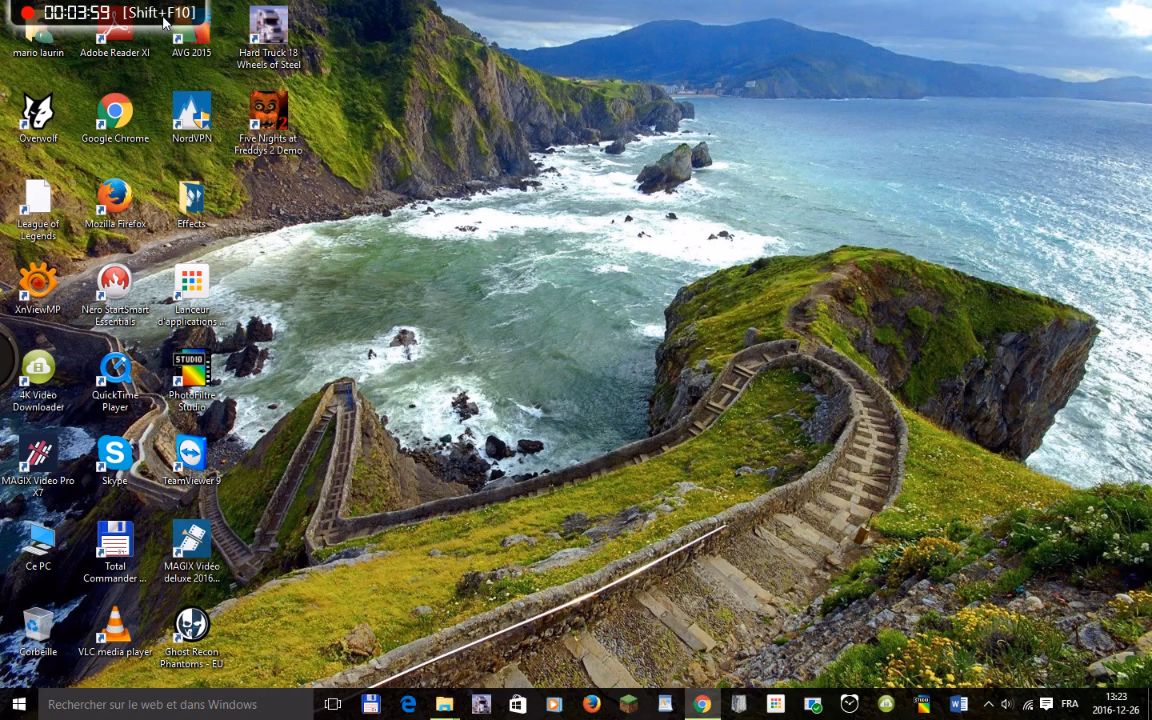 00:03:59 [Shift+F10]
mario laurin
Adobe Reader XI
AVG 2015
Hard Truck 18
Wheels of Steel
Overwolf
Google Chrome
NordVPN
Five Nights at
Freddys 2 Demo
2
League of
Legends
Mozilla Firefox
Effects
XnViewMP
Nero StartSmart
Essentials
Lanceur
d'applications ...
4K Video
Downloader
QuickTime
Player
STUDIO
PhotoFiltre
Studio
MAGIX Video Pro
X7
Skype
TeamViewer 9
Ce PC
Total
Commander ...
MAGIX Vidéo
deluxe 2016...
Corbeille
VLC media player
Ghost Recon
Phantoms - EU
Rechercher sur le web et dans Windows
STUDIO
FRA
13:23
2016-12-26